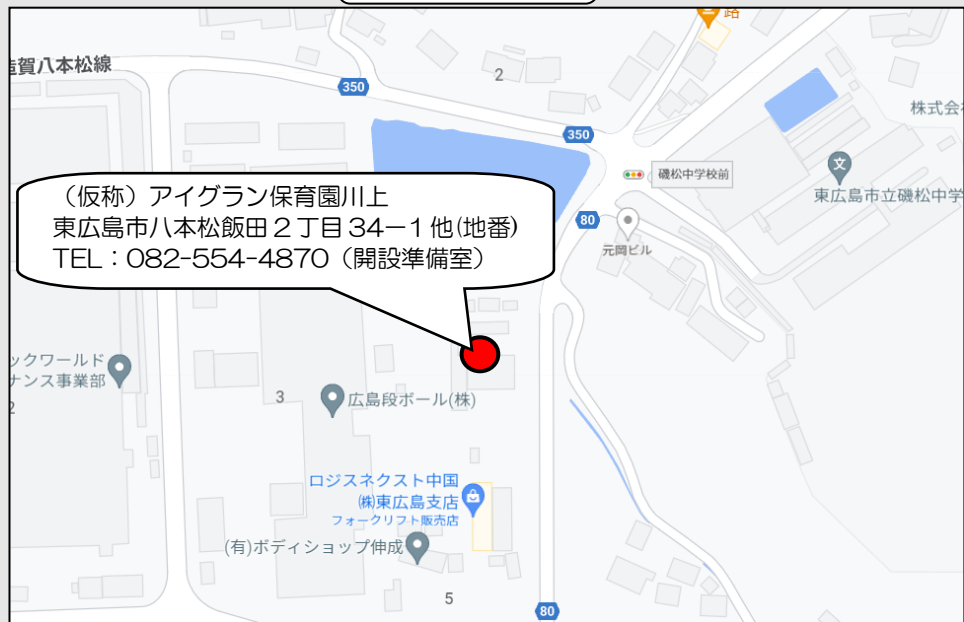 路
造賀八本松線
350
2
350
株式会
文
磯松中学校前
東広島市立磯松中学
（仮称）アイグラン保育園川上
東広島市八本松飯田２丁目34－1他(地番)
TEL：082-554-4870（開設準備室）
80
元岡ビル
ックワールド
ナンス事業部
2
3
広島段ボール(株)
ロジスネクスト中国
(株)東広島支店
フォークリフト販売店
(有)ボディショップ伸成
5
80